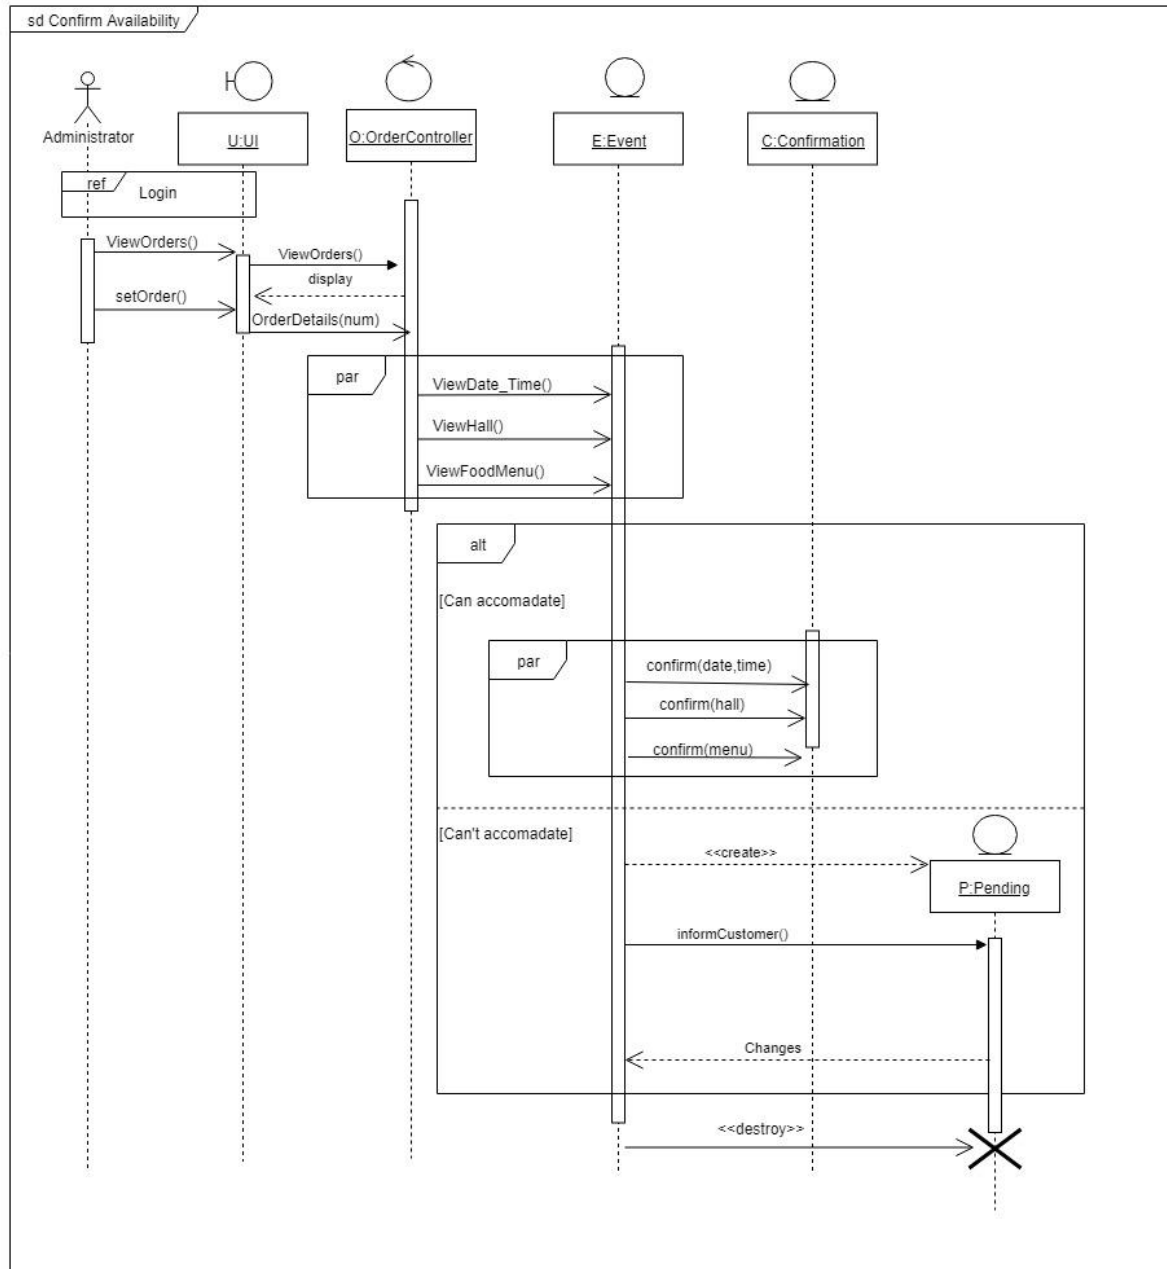 sd Confirm Availability
Administrator
U:UI
O:OrderController
E:Event
C:Confirmation
ref
Login
ViewOrders()
ViewOrders()
display
setOrder()
OrderDetails(num)
par
ViewDate_Time()
ViewHall()
ViewFoodMenu()
alt
[Can accomadate]
par
confirm(date,time)
confirm(hall)
confirm(menu)
[Can't accomadate]
<<create>>
P:Pending
informCustomer()
Changes
<<destroy>>